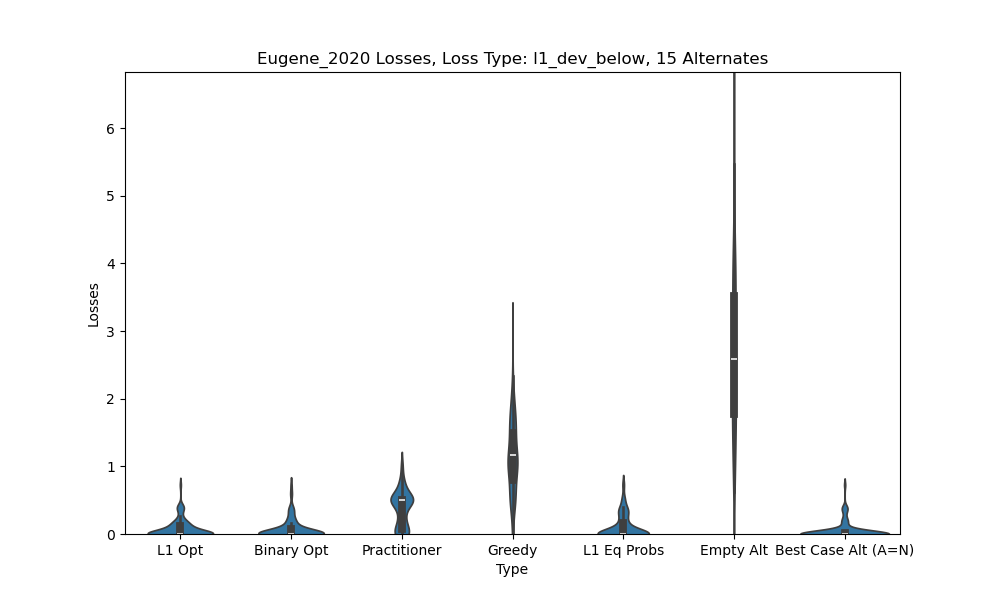 Eugene_2020 Losses, Loss Type: l1_dev_below, 15 Alternates
6
5
4
3
2
1
0
Losses
L1 Opt Binary Opt Practitioner Greedy L1 Eq Probs Empty Alt Best Case Alt (A=N)
Type